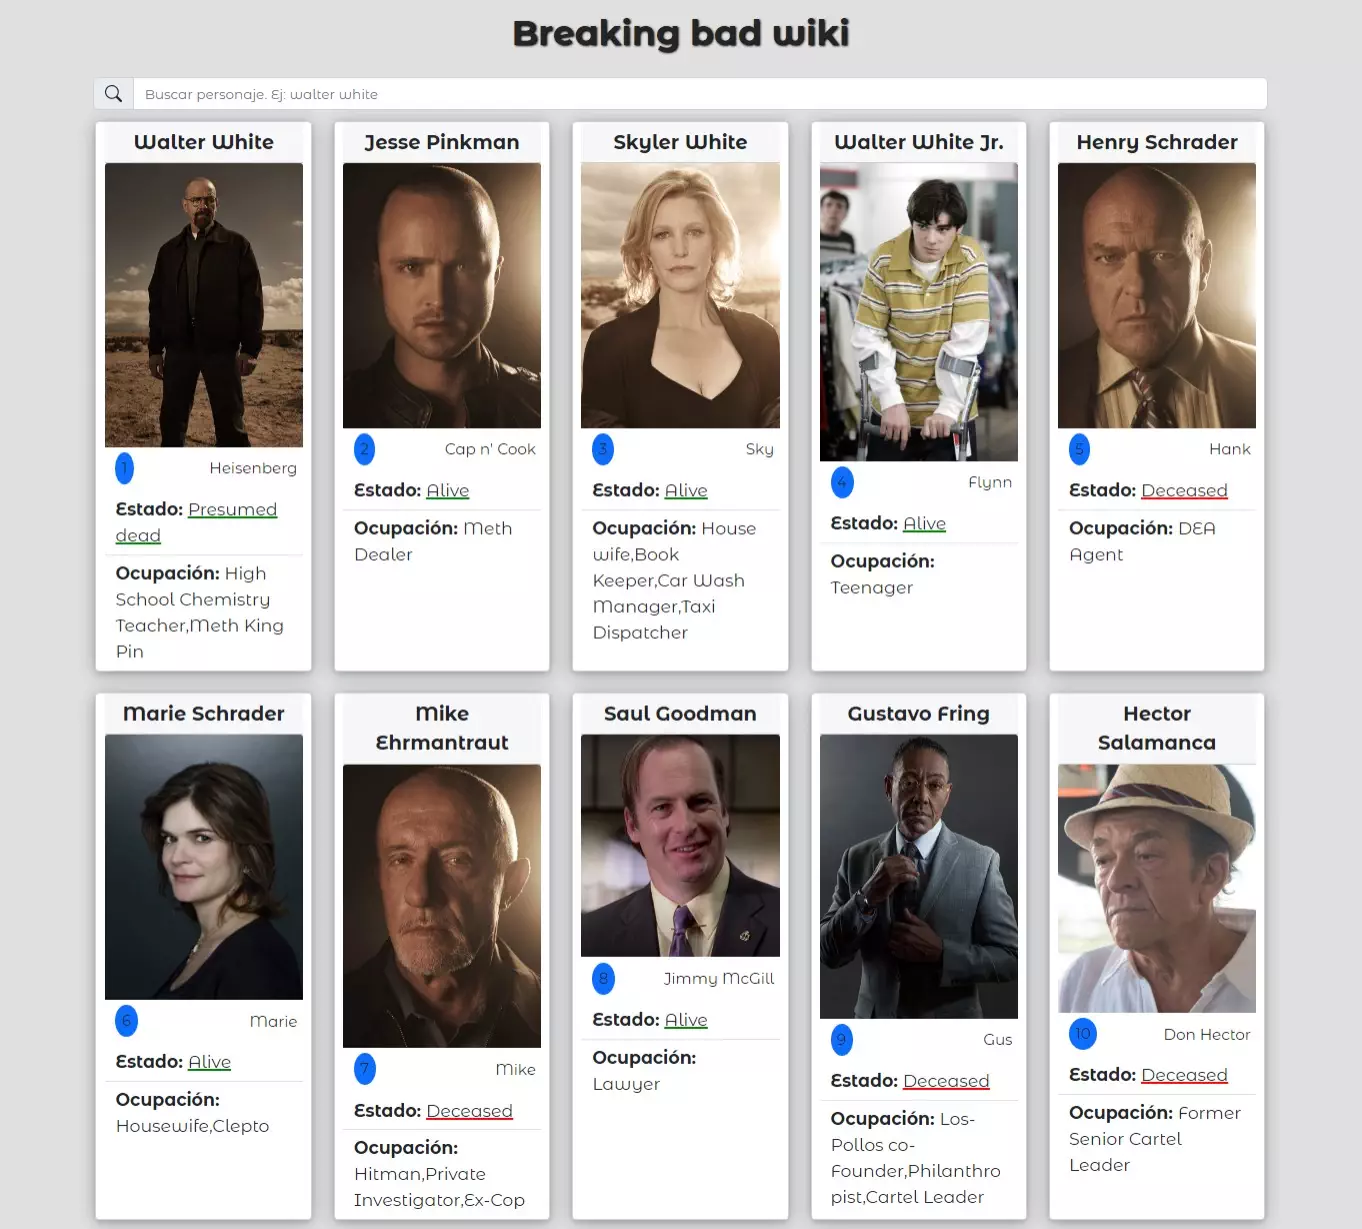 Breaking bad wiki
Buscar personaje. Ej: walter white
Walter White
1
Heisenberg
Estado: Presumed
dead
Ocupación: High
School Chemistry
Teacher,Meth King
Pin
Jesse Pinkman
2
Cap n' Cook
Estado: Alive
Ocupación: Meth
Dealer
Skyler White
3
Sky
Estado: Alive
Ocupación: House
wife,Book
Keeper,Car Wash
Manager,Taxi
Dispatcher
Walter White Jr.
4
Flynn
Estado: Alive
Ocupación:
Teenager
Henry Schrader
5
Hank
Estado: Deceased
Ocupación: DEA
Agent
Marie Schrader
6
Marie
Estado: Alive
Ocupación:
Housewife,Clepto
Mike
Ehrmantraut
7
Mike
Estado: Deceased
Ocupación:
Hitman,Private
Investigator,Ex-Cop
Saul Goodman
8
Jimmy McGill
Estado: Alive
Ocupación:
Lawyer
Gustavo Fring
9
Gus
Estado: Deceased
Ocupación: Los-
Pollos co-
Founder,Philanthro
pist,Cartel Leader
Hector
Salamanca
10
Don Hector
Estado: Deceased
Ocupación: Former
Senior Cartel
Leader